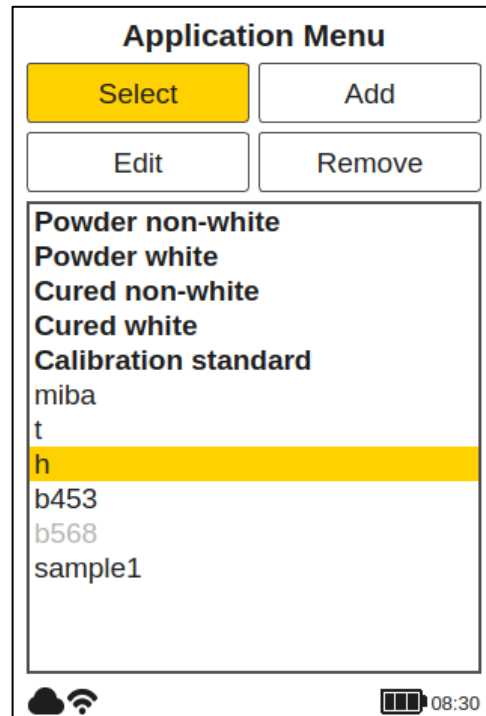 Application Menu
Select
Add
Edit
Remove
Powder non-white
Powder white
Cured non-white
Cured white
Calibration standard
miba
t
h
b453
b568
sample1
08:30